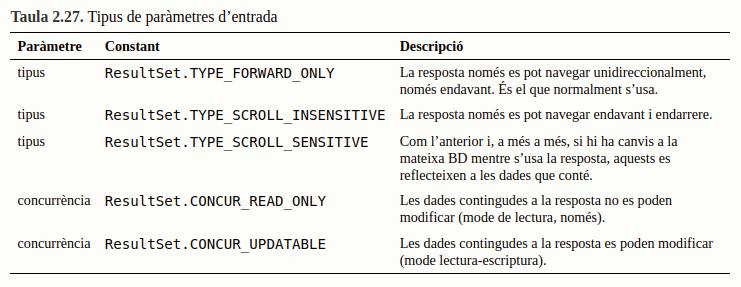 Taula 2.27. Tipus de paràmetres d’entrada
Paràmetre Constant Descripció
tipus ResultSet.TYPE_FORWARD_ONLY La resposta només es pot navegar unidireccionalment,
només endavant. És el que normalment s’usa.
tipus ResultSet.TYPE_SCROLL_INSENSITIVE La resposta només es pot navegar endavant i endarrere.
tipus ResultSet.TYPE_SCROLL_SENSITIVE Com l’anterior i, a més a més, si hi ha canvis a la
mateixa BD mentre s’usa la resposta, aquests es
reflecteixen a les dades que conté.
concurrència ResultSet.CONCUR_READ_ONLY Les dades contingudes a la resposta no es poden
modificar (mode de lectura, només).
concurrència ResultSet.CONCUR_UPDATABLE Les dades contingudes a la resposta es poden modificar
(mode lectura-escriptura).